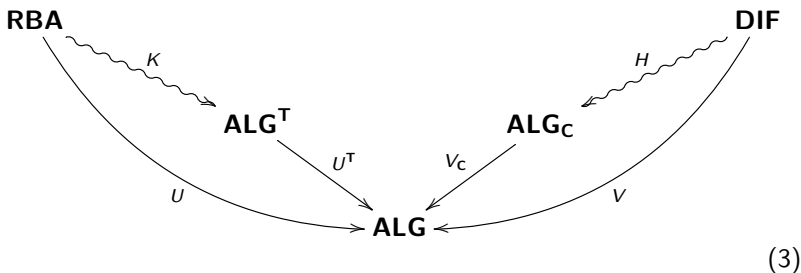 RBA DIF
K H
ALG^T ALG_C
U^T V_C
U V
ALG
(3)